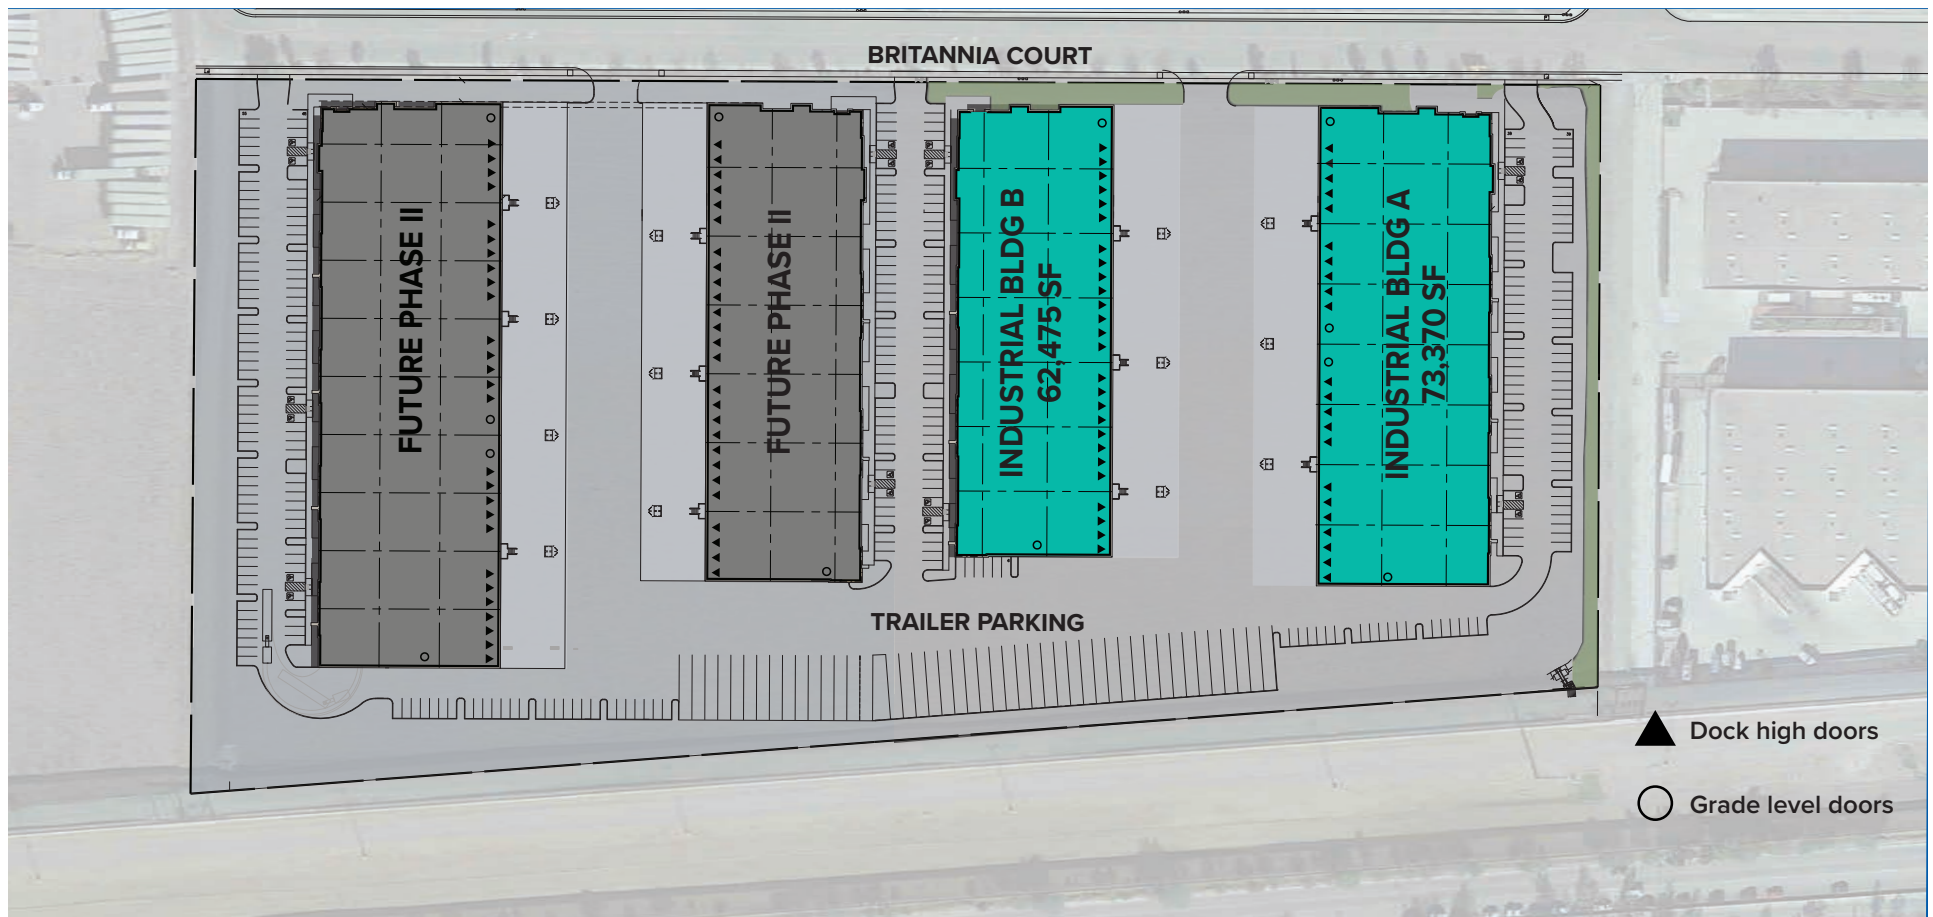 BRITANNIA COURT
FUTURE PHASE II
FUTURE PHASE II
INDUSTRIAL BLDG B
62,475 SF
INDUSTRIAL BLDG A
73,370 SF
TRAILER PARKING
Dock high doors
Grade level doors